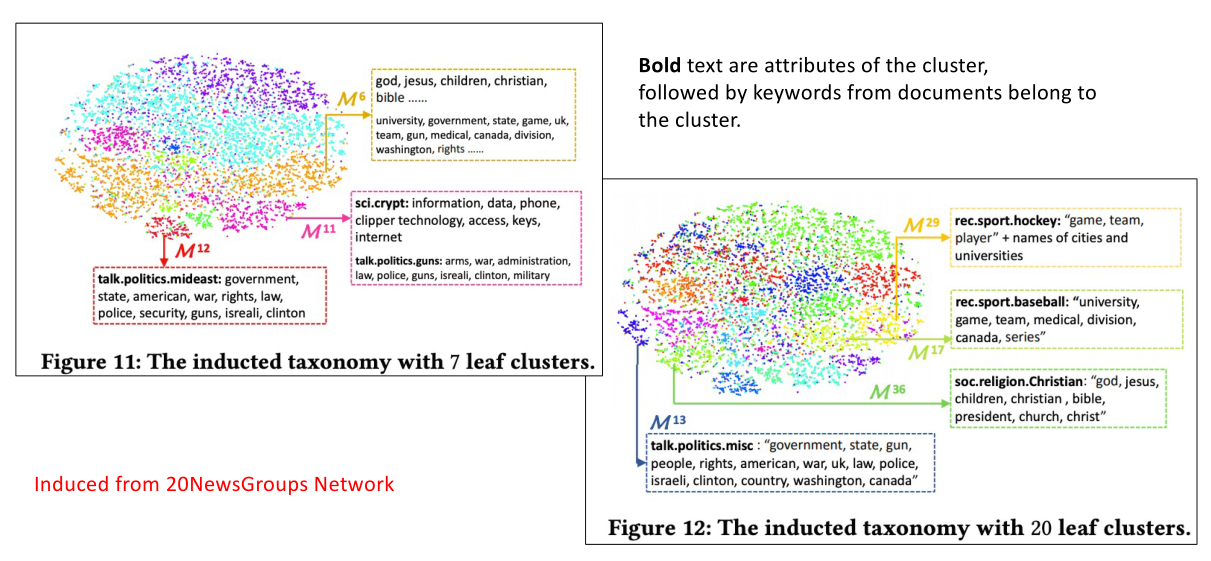 god, jesus, children, christian,
bible ......
M6
university, government, state, game, uk,
team, gun, medical, canada, division,
washington, rights ......
sci.crypt: information, data, phone,
clipper technology, access, keys,
internet
M11
talk.politics.guns: arms, war, administration,
law, police, guns, isreali, clinton, military
M12
talk.politics.mideast: government,
state, american, war, rights, law,
police, security, guns, isreali, clinton
Figure 11: The inducted taxonomy with 7 leaf clusters.
Bold text are attributes of the cluster,
followed by keywords from documents belong to
the cluster.
M29
rec.sport.hockey: “game, team,
player” + names of cities and
universities
rec.sport.baseball: “university,
game, team, medical, division,
canada, series”
M17
soc.religion.Christian: “god, jesus,
children, christian , bible,
president, church, christ”
M36
M13
talk.politics.misc : “government, state, gun,
people, rights, american, war, uk, law, police,
israeli, clinton, country, washington, canada”
Figure 12: The inducted taxonomy with 20 leaf clusters.
Induced from 20NewsGroups Network